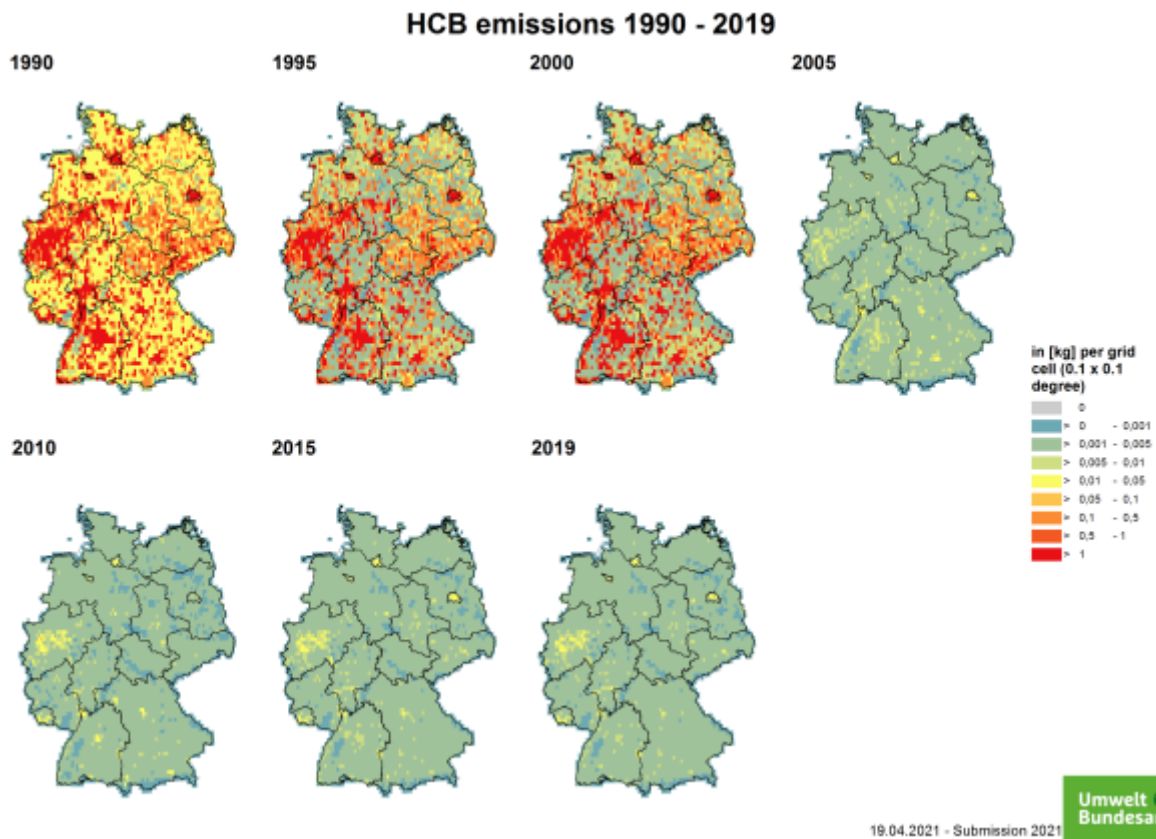 HCB emissions 1990 - 2019
1990
1995
2000
2005
in [kg] per grid
cell (0.1 x 0.1
degree)
0
> 0 - 0,001
> 0,001 - 0,005
> 0,005 - 0,01
> 0,01 - 0,05
> 0,05 - 0,1
> 0,1 - 0,5
> 0,5 - 1
> 1
2010
2015
2019
Umwelt
Bundesa
19.04.2021 - Submission 2021